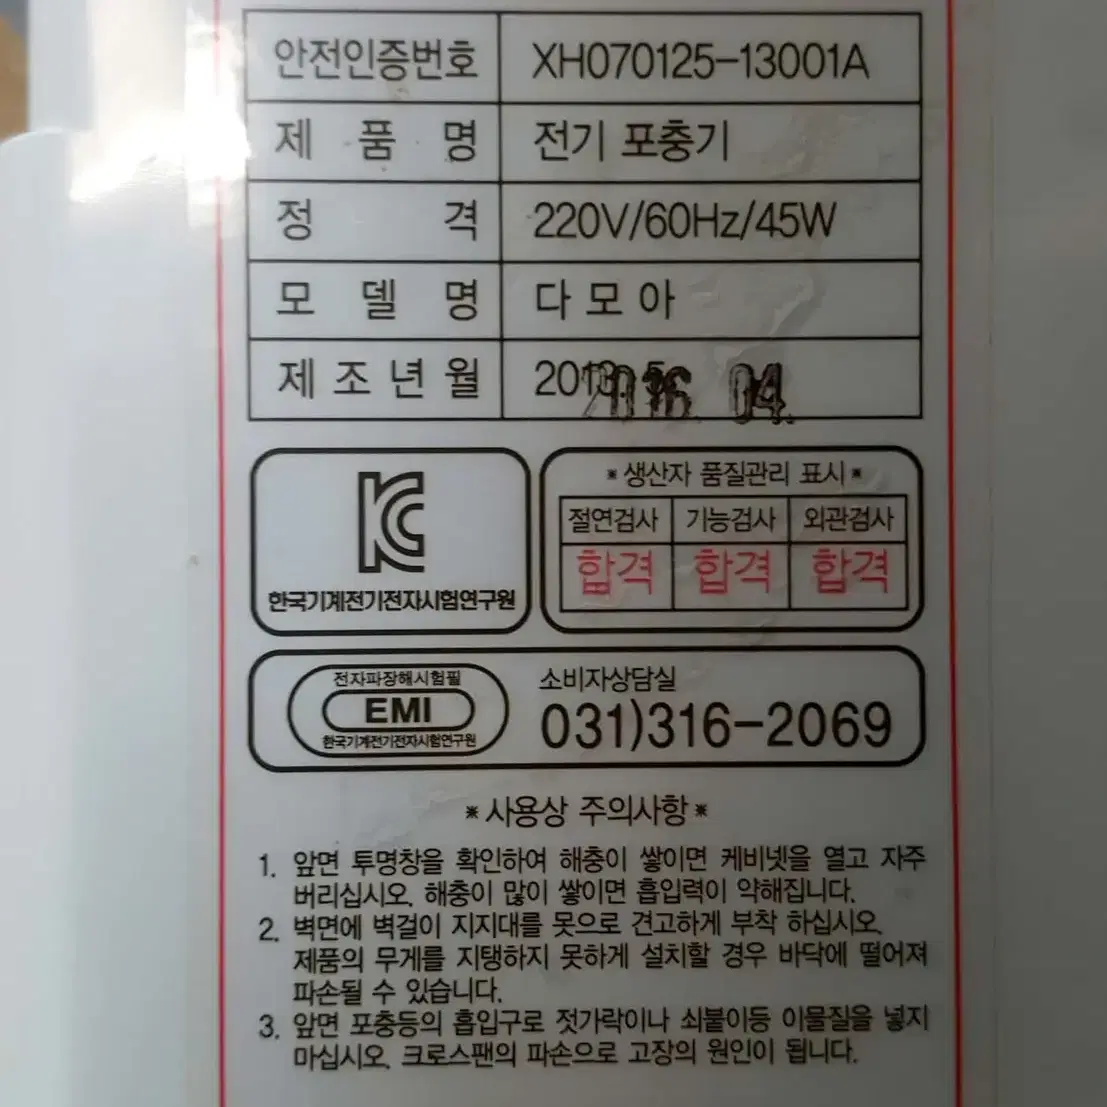 안전인증번호 XH070125-13001A
제 품 명 전기 포충기
정 격 220V/60Hz/45W
모 델 명 다모아
제 조 년 월 2016. 04.
KC
한국기계전기전자시험연구원
*생산자 품질관리 표시*
절연검사 기능검사 외관검사
합격 합격 합격
전자파장해시험필
EMI
한국기계전기전자시험연구원
소비자상담실
031)316-2069
*사용상 주의사항*
1. 앞면 투명창을 확인하여 해충이 쌓이면 케비넷을 열고 자주
버리십시오. 해충이 많이 쌓이면 흡입력이 약해집니다.
2. 벽면에 벽걸이 지지대를 못으로 견고하게 부착 하십시오.
제품의 무게를 지탱하지 못하게 설치할 경우 바닥에 떨어져
파손될 수 있습니다.
3. 앞면 포충등의 흡입구로 젓가락이나 쇠붙이등 이물질을 넣지
마십시오. 크로스팬의 파손으로 고장의 원인이 됩니다.